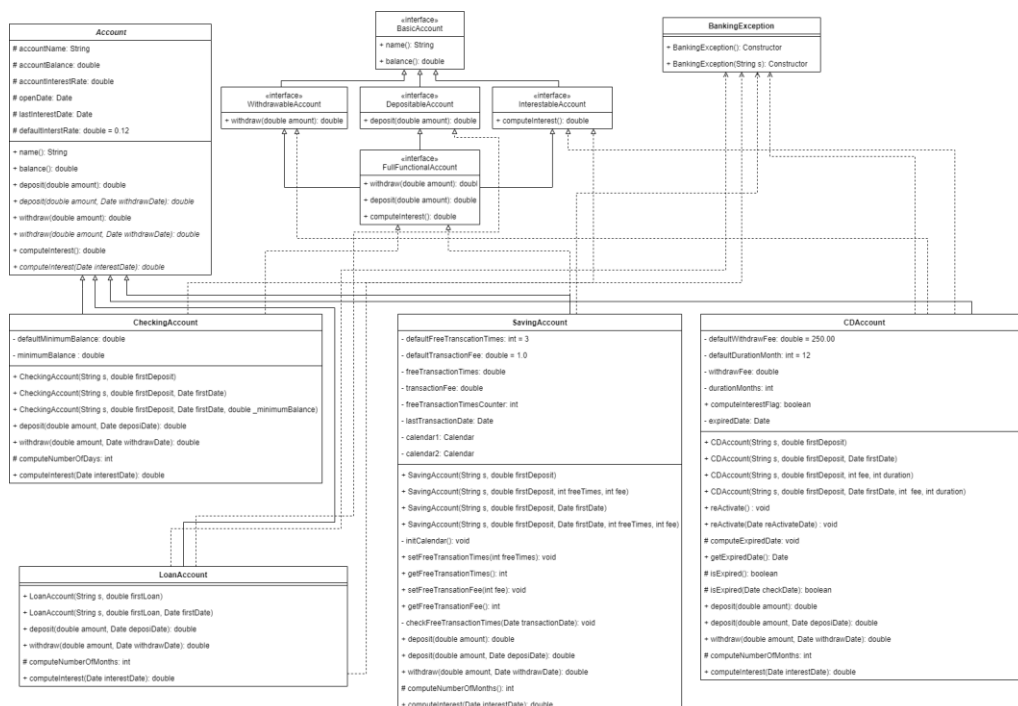 Account
# accountName: String
# accountBalance: double
# accountInterestRate: double
# openDate: Date
# lastInterestDate: Date
# defaultInterstRate: double = 0.12
+ name(): String
+ balance(): double
+ deposit(double amount): double
+ deposit(double amount, Date withdrawDate): double
+ withdraw(double amount): double
+ withdraw(double amount, Date withdrawDate): double
+ computeInterest(): double
+ computeInterest(Date interestDate): double
«interface»
BasicAccount
+ name(): String
+ balance(): double
BankingException
+ BankingException(): Constructor
+ BankingException(String s): Constructor
«interface»
WithdrawableAccount
+ withdraw(double amount): double
«interface»
DepositableAccount
+ deposit(double amount): double
«interface»
InterestableAccount
+ computeInterest(): double
«interface»
FullFunctionalAccount
+ withdraw(double amount): doubl
+ deposit(double amount): double
+ computeInterest(): double
CheckingAccount
- defaultMinimumBalance: double
- minimumBalance : double
+ CheckingAccount(String s, double firstDeposit)
+ CheckingAccount(String s, double firstDeposit, Date firstDate)
+ CheckingAccount(String s, double firstDeposit, Date firstDate, double _minimumBalance)
+ deposit(double amount, Date deposiDate): double
+ withdraw(double amount, Date withdrawDate): double
# computeNumberOfDays: int
+ computeInterest(Date interestDate): double
SavingAccount
- defaultFreeTranscationTimes: int = 3
- defaultTransactionFee: double = 1.0
- freeTransactionTimes: double
- transactionFee: double
- freeTransactionTimesCounter: int
- lastTransactionDate: Date
- calendar1: Calendar
- calendar2: Calendar
+ SavingAccount(String s, double firstDeposit)
+ SavingAccount(String s, double firstDeposit, int freeTimes, int fee)
+ SavingAccount(String s, double firstDeposit, Date firstDate)
+ SavingAccount(String s, double firstDeposit, Date firstDate, int freeTimes, int fee)
- initCalendar(): void
+ setFreeTransationTimes(int freeTimes): void
+ getFreeTransationTimes(): int
+ setFreeTransationFee(int fee): void
+ getFreeTransationFee(): int
- checkFreeTransactionTimes(Date transactionDate): void
+ deposit(double amount): double
+ deposit(double amount, Date deposiDate): double
+ withdraw(double amount, Date withdrawDate): double
# computeNumberOfMonths(): int
+ computeInterest(Date interestDate): double
CDAccount
- defaultWithdrawFee: double = 250.00
- defaultDurationMonth: int = 12
- withdrawFee: double
- durationMonths: int
+ computeInterestFlag: boolean
- expiredDate: Date
+ CDAccount(String s, double firstDeposit)
+ CDAccount(String s, double firstDeposit, Date firstDate)
+ CDAccount(String s, double firstDeposit, int fee, int duration)
+ CDAccount(String s, double firstDeposit, Date firstDate, int fee, int duration)
+ reActivate() : void
+ reActivate(Date reActivateDate) : void
# computeExpiredDate: void
+ getExpiredDate(): Date
# isExpired(): boolean
# isExpired(Date checkDate): boolean
+ deposit(double amount): double
+ deposit(double amount, Date deposiDate): double
+ withdraw(double amount, Date withdrawDate): double
# computeNumberOfMonths: int
+ computeInterest(Date interestDate): double
LoanAccount
+ LoanAccount(String s, double firstLoan)
+ LoanAccount(String s, double firstLoan, Date firstDate)
+ deposit(double amount, Date deposiDate): double
+ withdraw(double amount, Date withdrawDate): double
# computeNumberOfMonths: int
+ computeInterest(Date interestDate): double